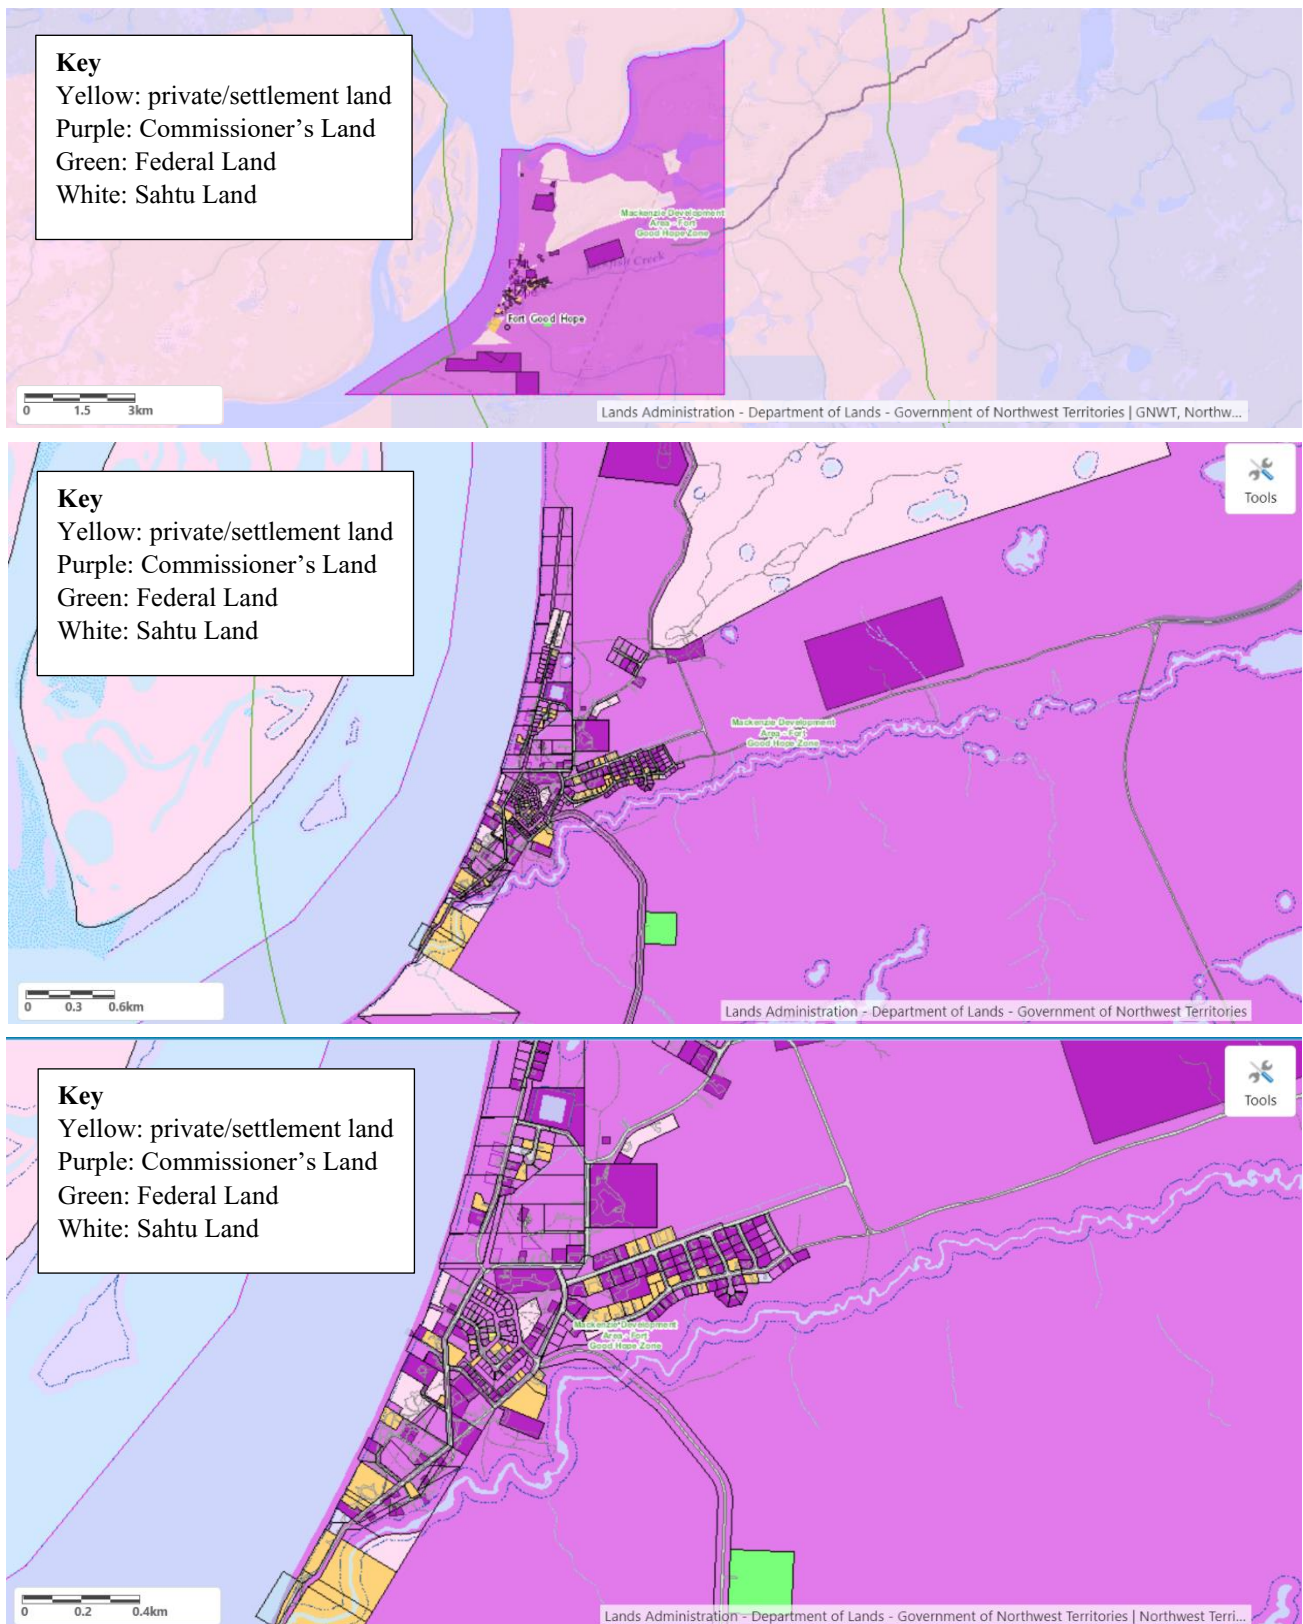 Key
Yellow: private/settlement land
Purple: Commissioner’s Land
Green: Federal Land
White: Sahtu Land
Mackenzie Development
Area - Fort
Good Hope Zone
Creek
Fort Good Hope
0 1.5 3km
Lands Administration - Department of Lands - Government of Northwest Territories | GNWT, Northw...
Key
Yellow: private/settlement land
Purple: Commissioner’s Land
Green: Federal Land
White: Sahtu Land
Tools
Mackenzie Development
Area - Fort
Good Hope Zone
0 0.3 0.6km
Lands Administration - Department of Lands - Government of Northwest Territories
Key
Yellow: private/settlement land
Purple: Commissioner’s Land
Green: Federal Land
White: Sahtu Land
Tools
Mackenzie Development
Area - Fort
Good Hope Zone
0 0.2 0.4km
Lands Administration - Department of Lands - Government of Northwest Territories | Northwest Terri...